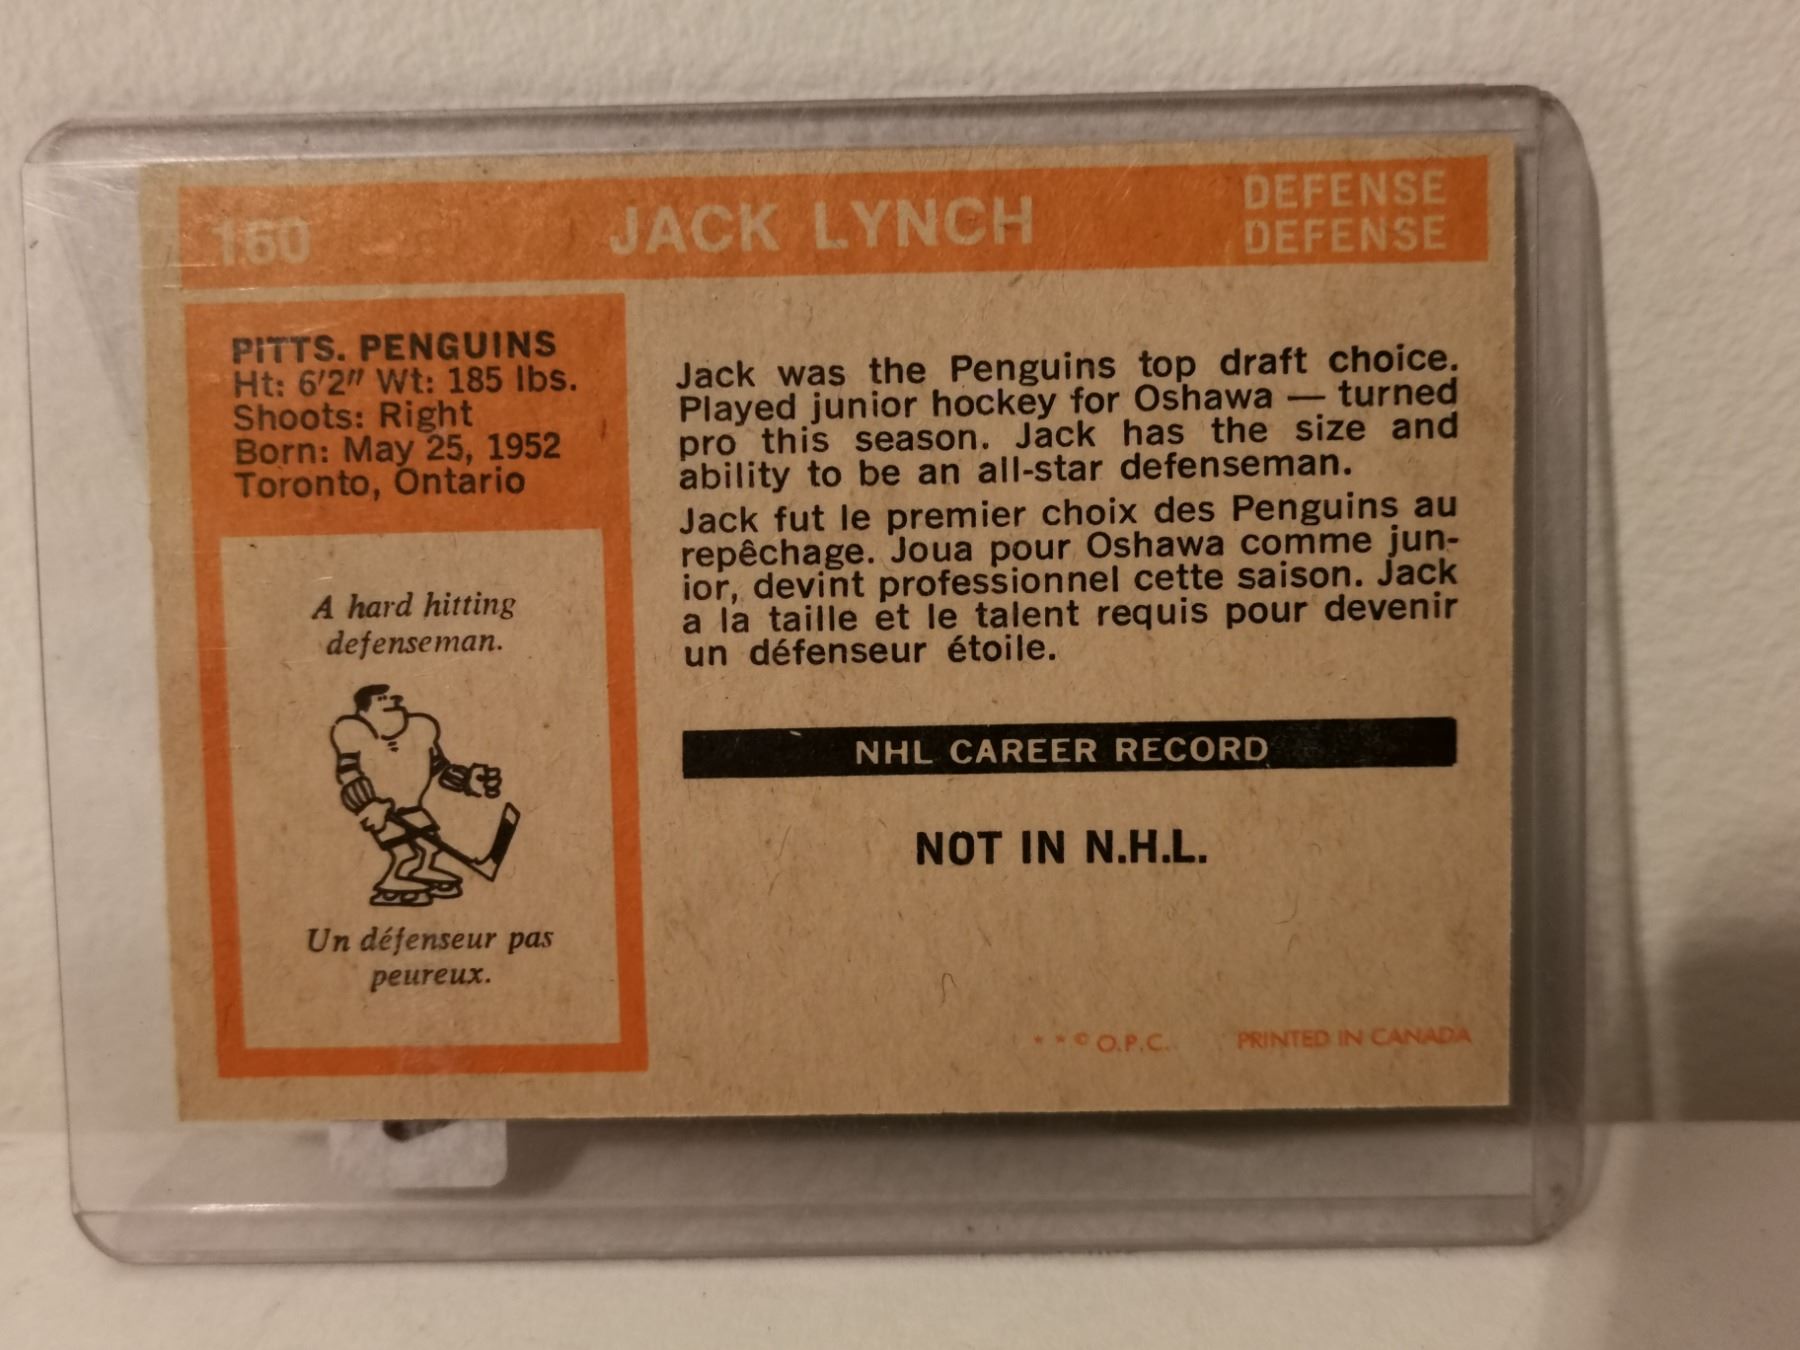 160
JACK LYNCH
DEFENSE
DEFENSE
PITTS. PENGUINS
Ht: 6'2" Wt: 185 lbs.
Shoots: Right
Born: May 25, 1952
Toronto, Ontario
A hard hitting
defenseman.
Un défenseur pas
peureux.
Jack was the Penguins top draft choice.
Played junior hockey for Oshawa — turned
pro this season. Jack has the size and
ability to be an all-star defenseman.
Jack fut le premier choix des Penguins au
repêchage. Joua pour Oshawa comme jun-
ior, devint professionnel cette saison. Jack
a la taille et le talent requis pour devenir
un défenseur étoile.
NHL CAREER RECORD
NOT IN N.H.L.
* * © O.P.C. PRINTED IN CANADA